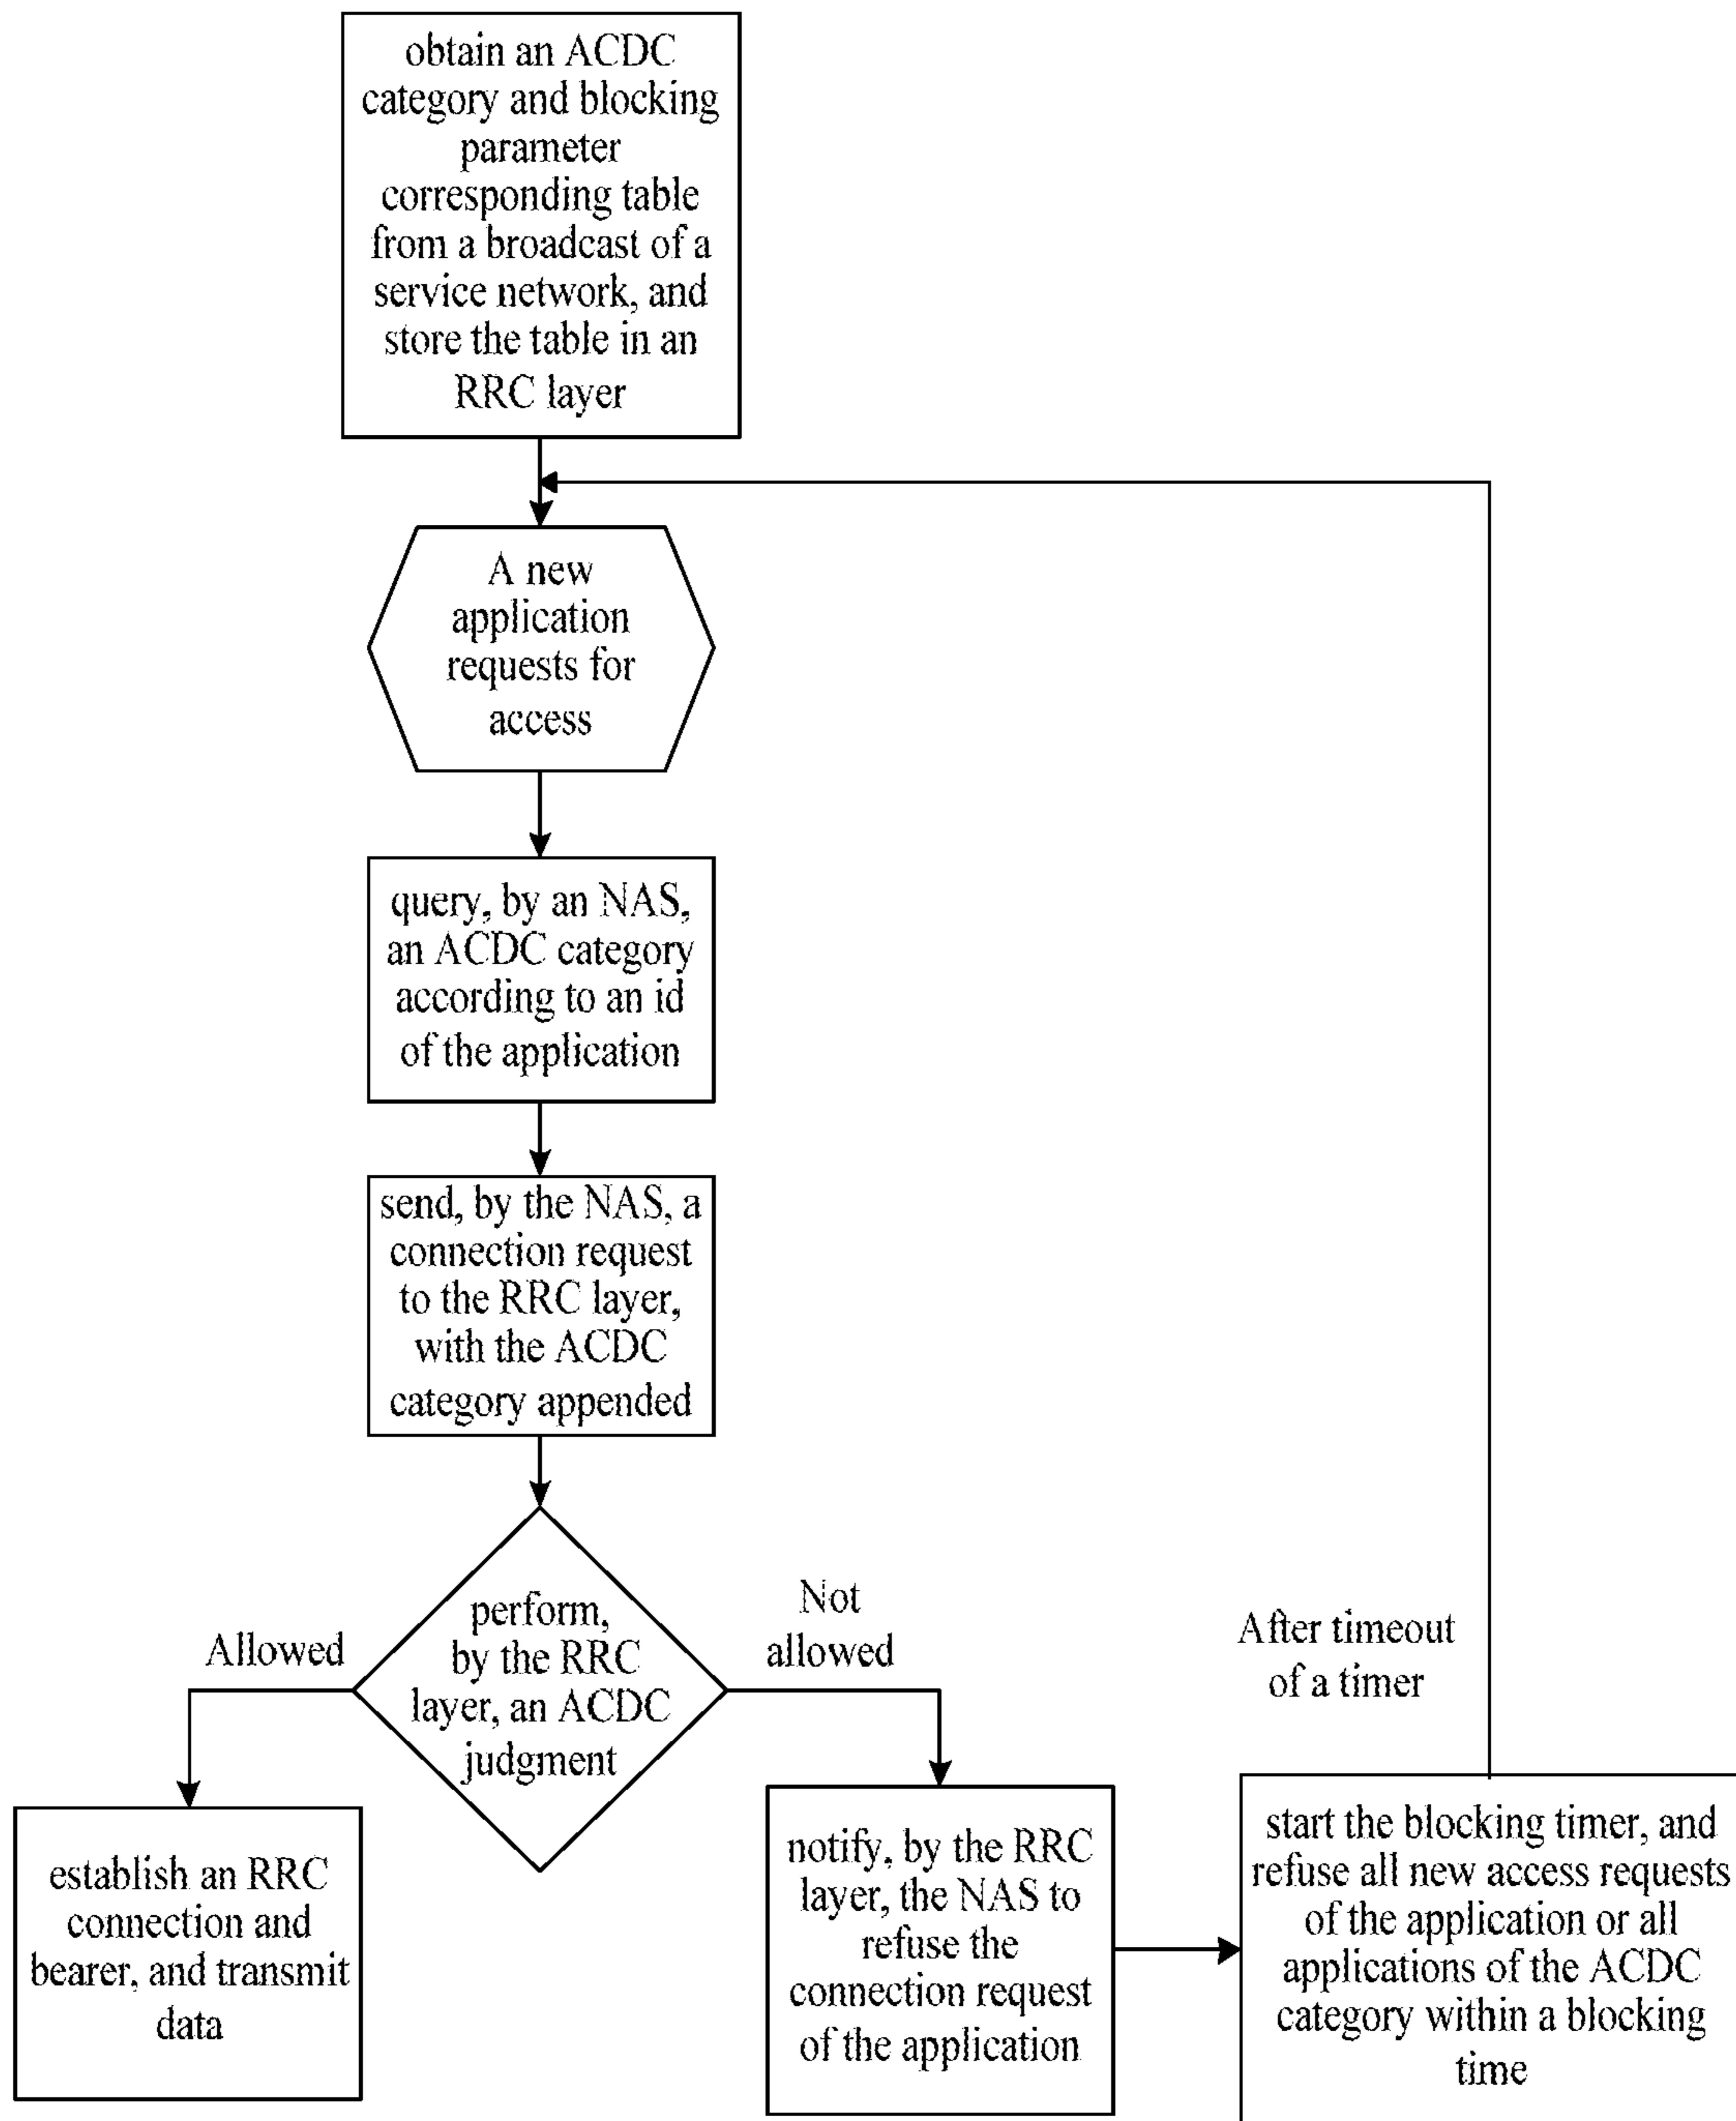 obtain an ACDC
category and blocking
parameter
corresponding table
from a broadcast of a
service network, and
store the table in an
RRC layer
A new
application
requests for
access
query, by an NAS,
an ACDC category
according to an id
of the application
send, by the NAS, a
connection request
to the RRC layer,
with the ACDC
category appended
perform,
by the RRC
layer, an ACDC
judgment
Allowed
Not
allowed
After timeout
of a timer
establish an RRC
connection and
bearer, and transmit
data
notify, by the RRC
layer, the NAS to
refuse the
connection request
of the application
start the blocking timer, and
refuse all new access requests
of the application or all
applications of the ACDC
category within a blocking
time